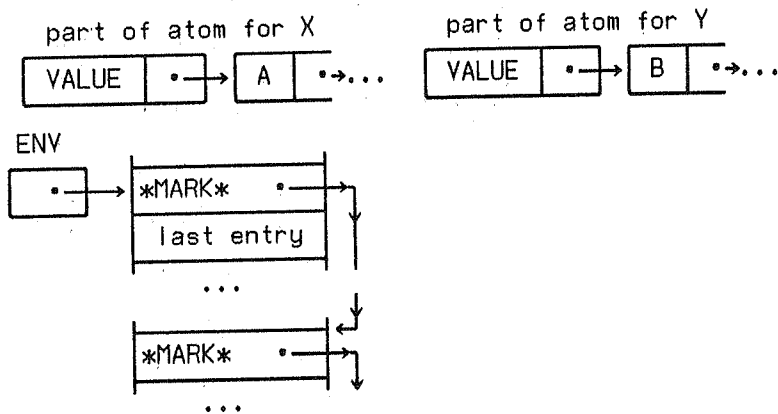 part of atom for X
part of atom for Y
VALUE A ...
VALUE B ...
ENV
*MARK*
last entry
...
*MARK*
...